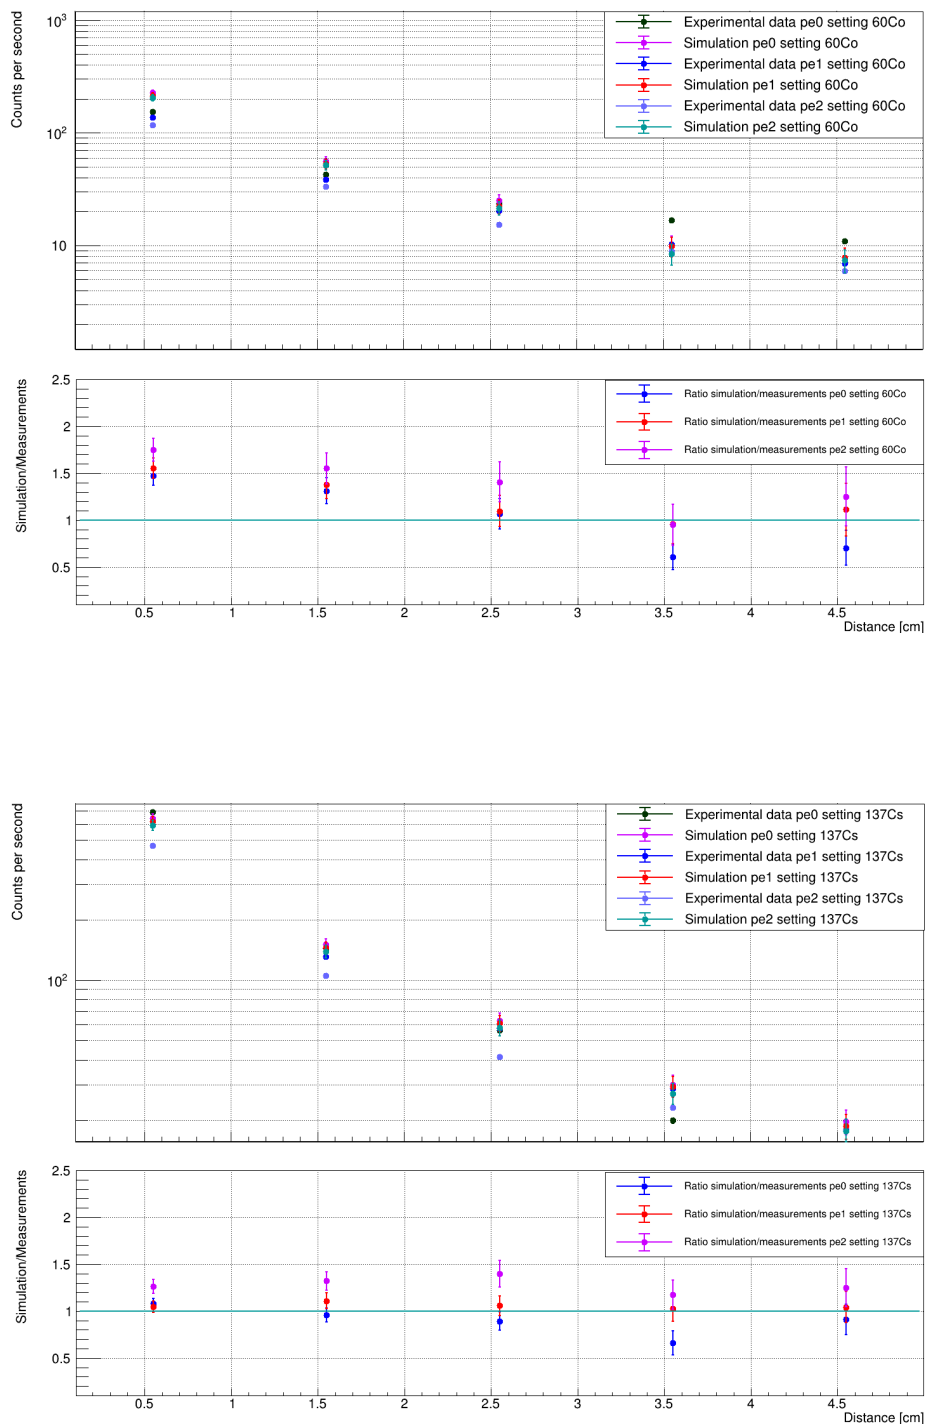 Counts per second
10³
10²
10
Experimental data pe0 setting 60Co
Simulation pe0 setting 60Co
Experimental data pe1 setting 60Co
Simulation pe1 setting 60Co
Experimental data pe2 setting 60Co
Simulation pe2 setting 60Co
Simulation/Measurements
2.5
2
1.5
1
0.5
Ratio simulation/measurements pe0 setting 60Co
Ratio simulation/measurements pe1 setting 60Co
Ratio simulation/measurements pe2 setting 60Co
0.5 1 1.5 2 2.5 3 3.5 4 4.5
Distance [cm]
Counts per second
10²
Experimental data pe0 setting 137Cs
Simulation pe0 setting 137Cs
Experimental data pe1 setting 137Cs
Simulation pe1 setting 137Cs
Experimental data pe2 setting 137Cs
Simulation pe2 setting 137Cs
Simulation/Measurements
2.5
2
1.5
1
0.5
Ratio simulation/measurements pe0 setting 137Cs
Ratio simulation/measurements pe1 setting 137Cs
Ratio simulation/measurements pe2 setting 137Cs
0.5 1 1.5 2 2.5 3 3.5 4 4.5
Distance [cm]